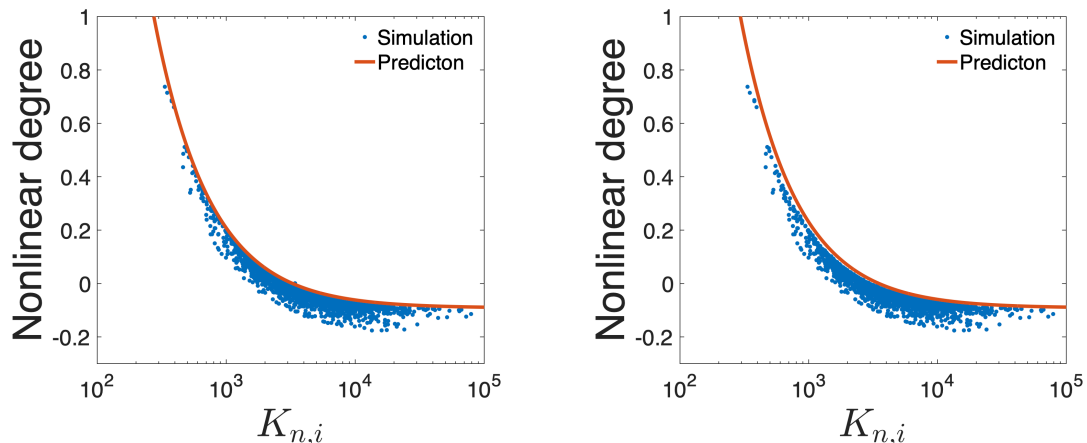 Nonlinear degree
1
0.8
0.6
0.4
0.2
0
-0.2
Simulation
Predicton
10^2
10^3
10^4
10^5
K_{n,i}
Nonlinear degree
1
0.8
0.6
0.4
0.2
0
-0.2
Simulation
Predicton
10^2
10^3
10^4
10^5
K_{n,i}